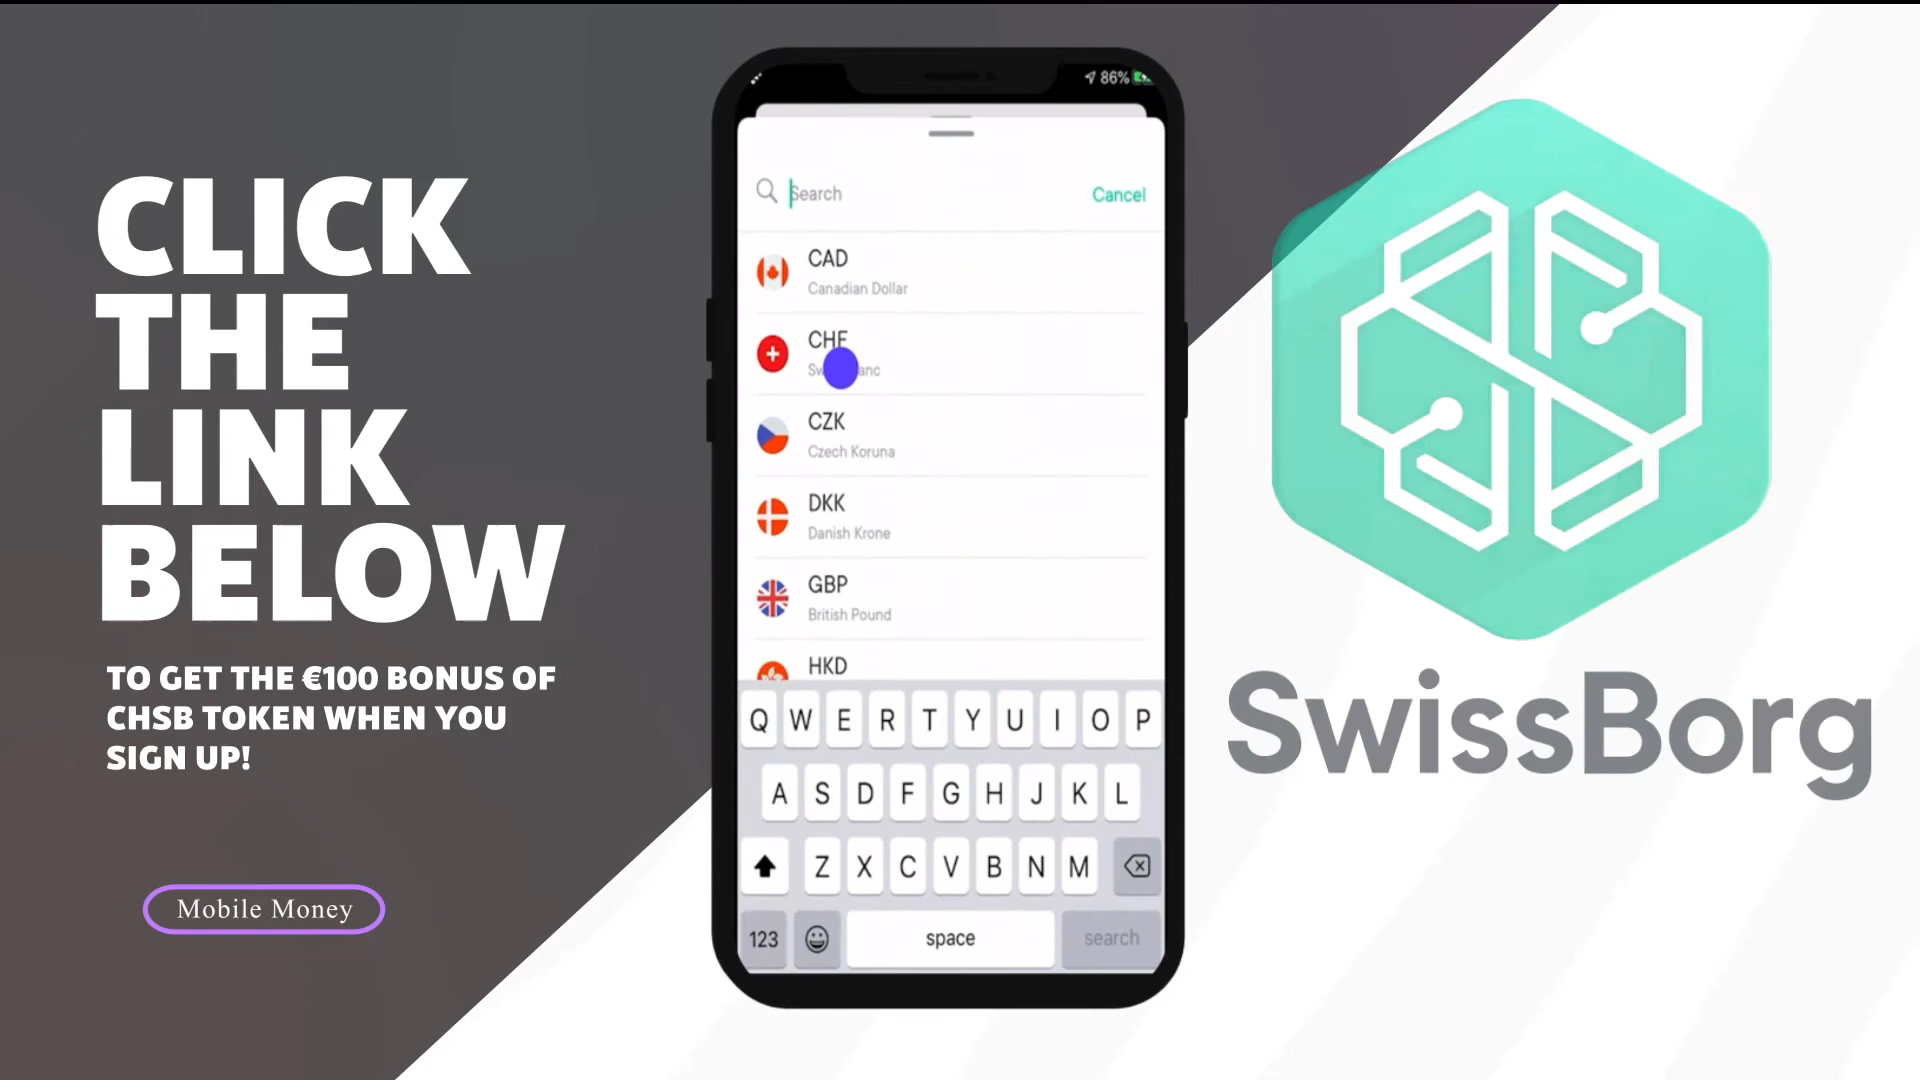 CLICK
THE
LINK
BELOW
TO GET THE €100 BONUS OF
CHSB TOKEN WHEN YOU
SIGN UP!
Mobile Money
86%
Search
Cancel
CAD
Canadian Dollar
CHF
CZK
Czech Koruna
DKK
Danish Krone
GBP
British Pound
HKD
Q W E R T Y U I O P
A S D F G H J K L
Z X C V B N M
123 space search
SwissBorg